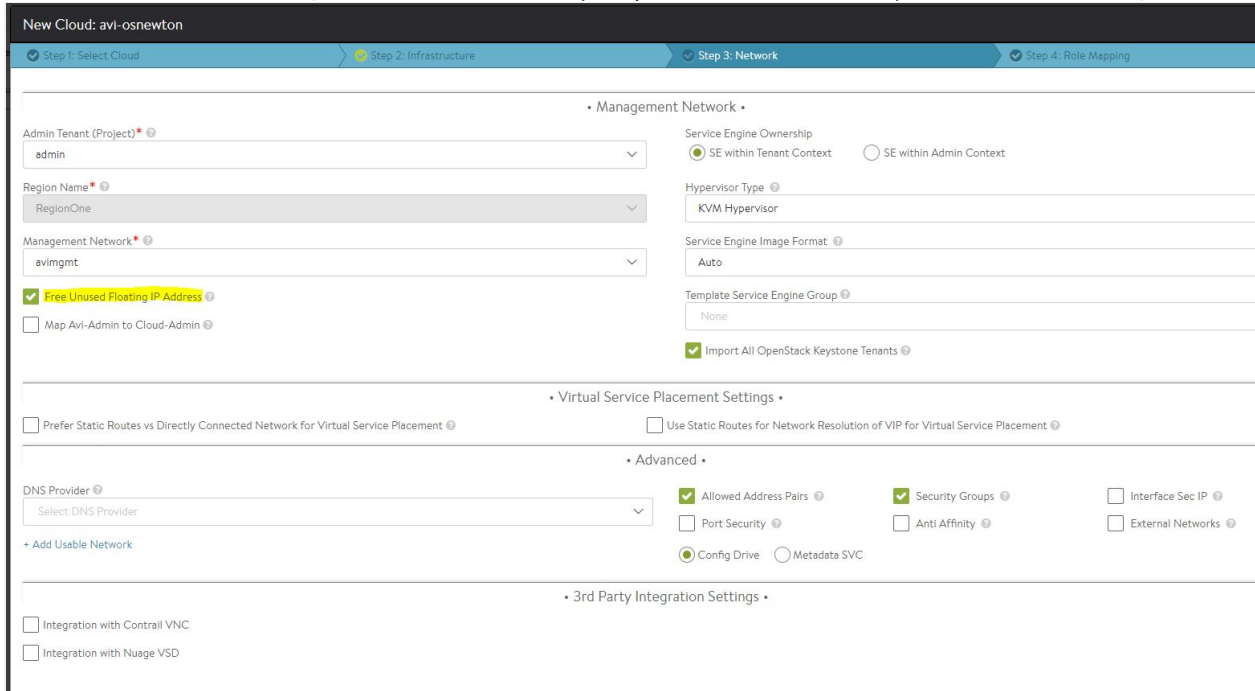 New Cloud: avi-osnewton
Step 1: Select Cloud
Step 2: Infrastructure
Step 3: Network
Step 4: Role Mapping
• Management Network •
Admin Tenant (Project)*
admin
Region Name*
RegionOne
Management Network*
avimgmt
Free Unused Floating IP Address
Map Avi-Admin to Cloud-Admin
Service Engine Ownership
SE within Tenant Context
SE within Admin Context
Hypervisor Type
KVM Hypervisor
Service Engine Image Format
Auto
Template Service Engine Group
None
Import All OpenStack Keystone Tenants
• Virtual Service Placement Settings •
Prefer Static Routes vs Directly Connected Network for Virtual Service Placement
Use Static Routes for Network Resolution of VIP for Virtual Service Placement
• Advanced •
DNS Provider
Select DNS Provider
+ Add Usable Network
Allowed Address Pairs
Security Groups
Interface Sec IP
Port Security
Anti Affinity
External Networks
Config Drive
Metadata SVC
• 3rd Party Integration Settings •
Integration with Contrail VNC
Integration with Nuage VSD